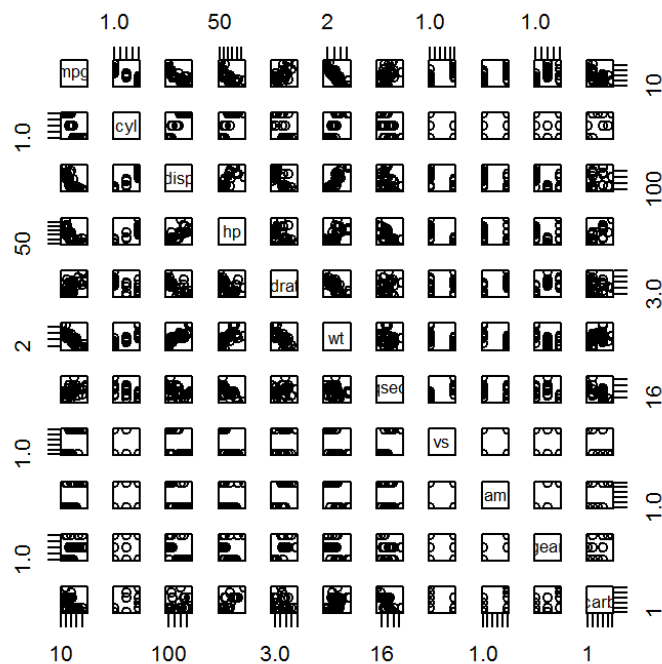 1.0 50 2 1.0 1.0
mpg 10
1.0 cyl
disp 100
50 hp
drat 3.0
2 wt
qsec 16
1.0 vs
am 1.0
1.0 gear
carb 1
10 100 3.0 16 1.0 1